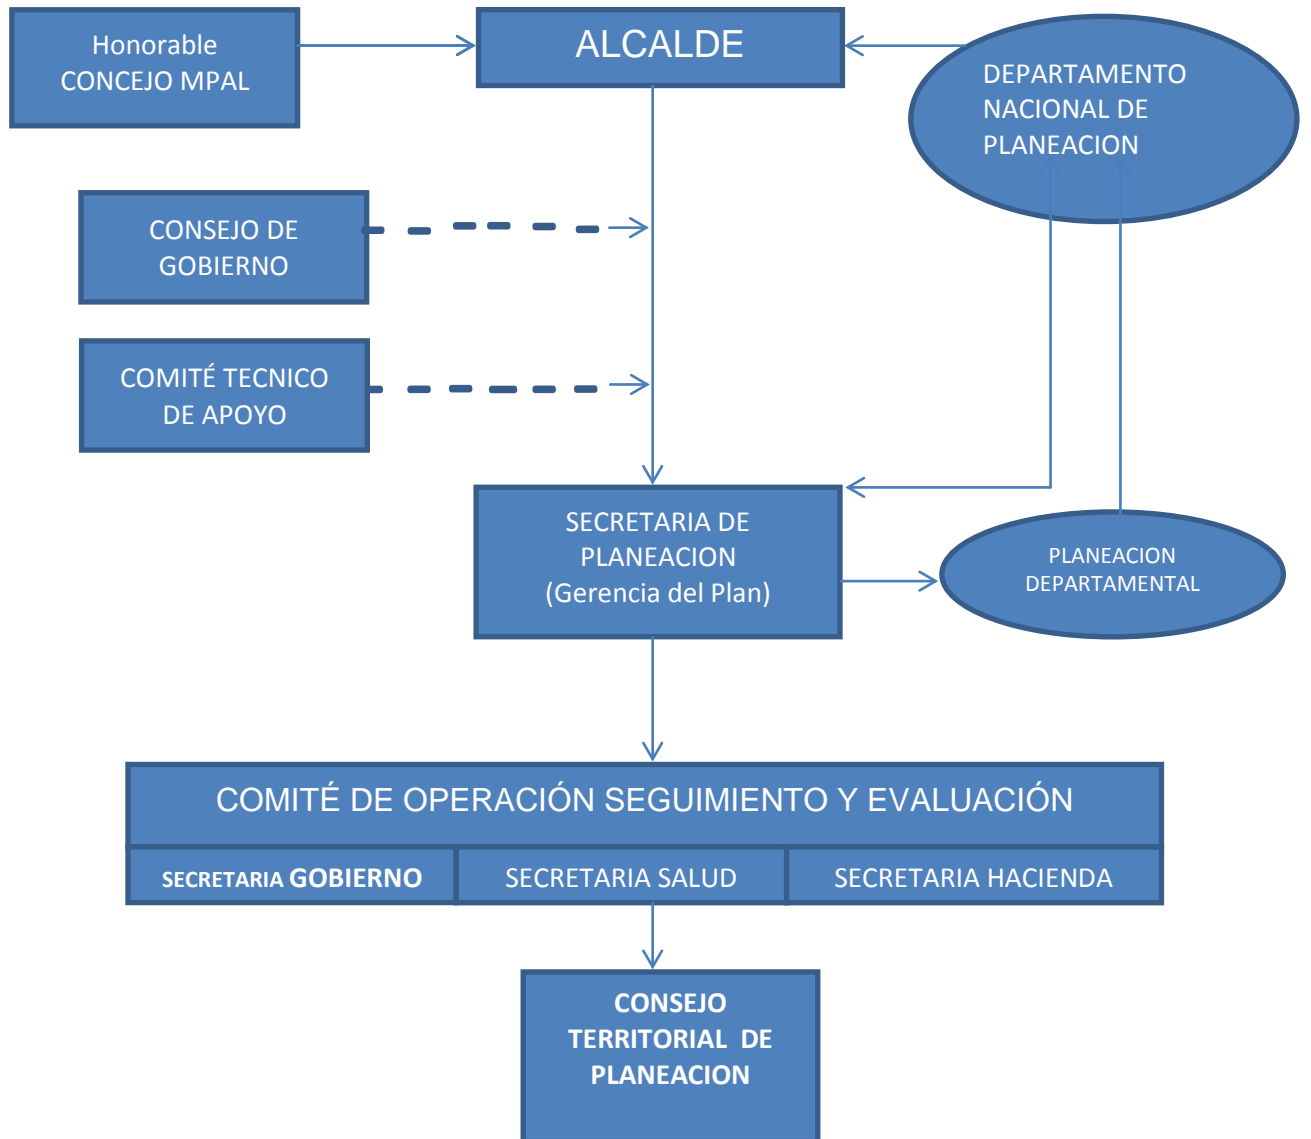 Honorable
CONCEJO MPAL
ALCALDE
DEPARTAMENTO
NACIONAL DE
PLANEACION
CONSEJO DE
GOBIERNO
COMITÉ TECNICO
DE APOYO
SECRETARIA DE
PLANEACION
(Gerencia del Plan)
PLANEACION
DEPARTAMENTAL
COMITÉ DE OPERACIÓN SEGUIMIENTO Y EVALUACIÓN
SECRETARIA GOBIERNO
SECRETARIA SALUD
SECRETARIA HACIENDA
CONSEJO
TERRITORIAL DE
PLANEACION